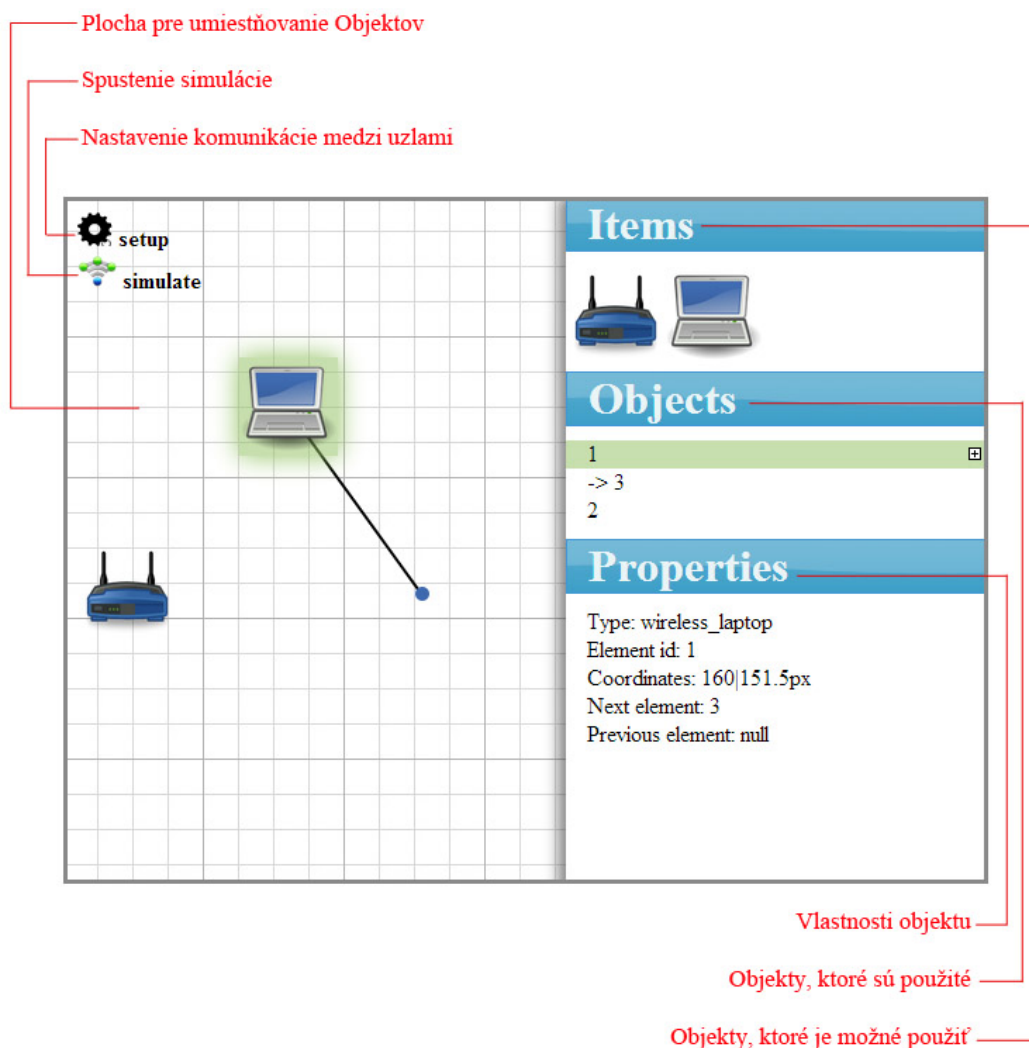 Plocha pre umiestňovanie Objektov
Spustenie simulácie
Nastavenie komunikácie medzi uzlami
setup
simulate
Items
Objects
1
-> 3
2
Properties
Type: wireless_laptop
Element id: 1
Coordinates: 160|151.5px
Next element: 3
Previous element: null
Vlastnosti objektu
Objekty, ktoré sú použité
Objekty, ktoré je možné použiť